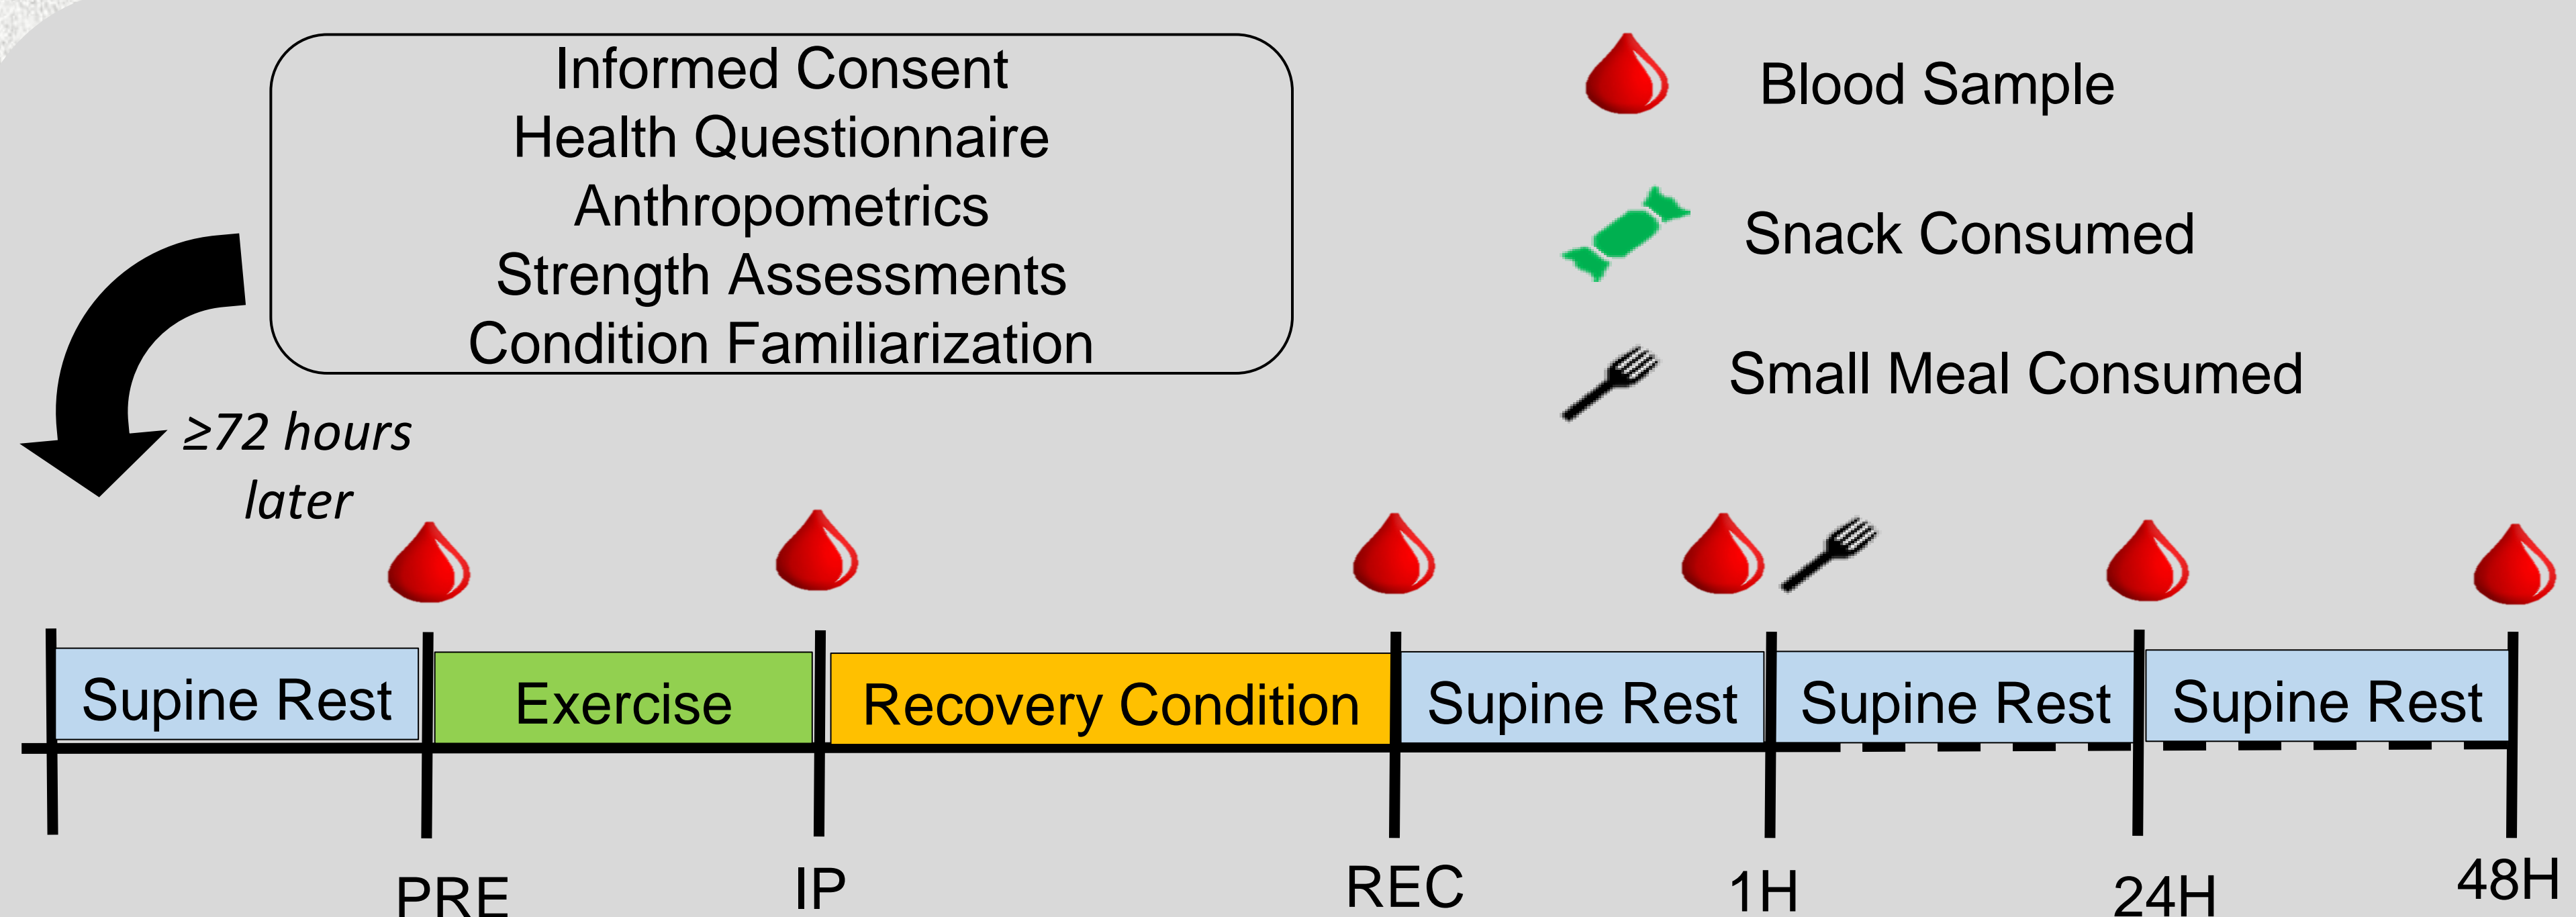 Informed Consent
Health Questionnaire
Anthropometrics
Strength Assessments
Condition Familiarization
Blood Sample
Snack Consumed
Small Meal Consumed
≥72 hours
later
Supine Rest
Exercise
Recovery Condition
Supine Rest
Supine Rest
Supine Rest
PRE
IP
REC
1H
24H
48H